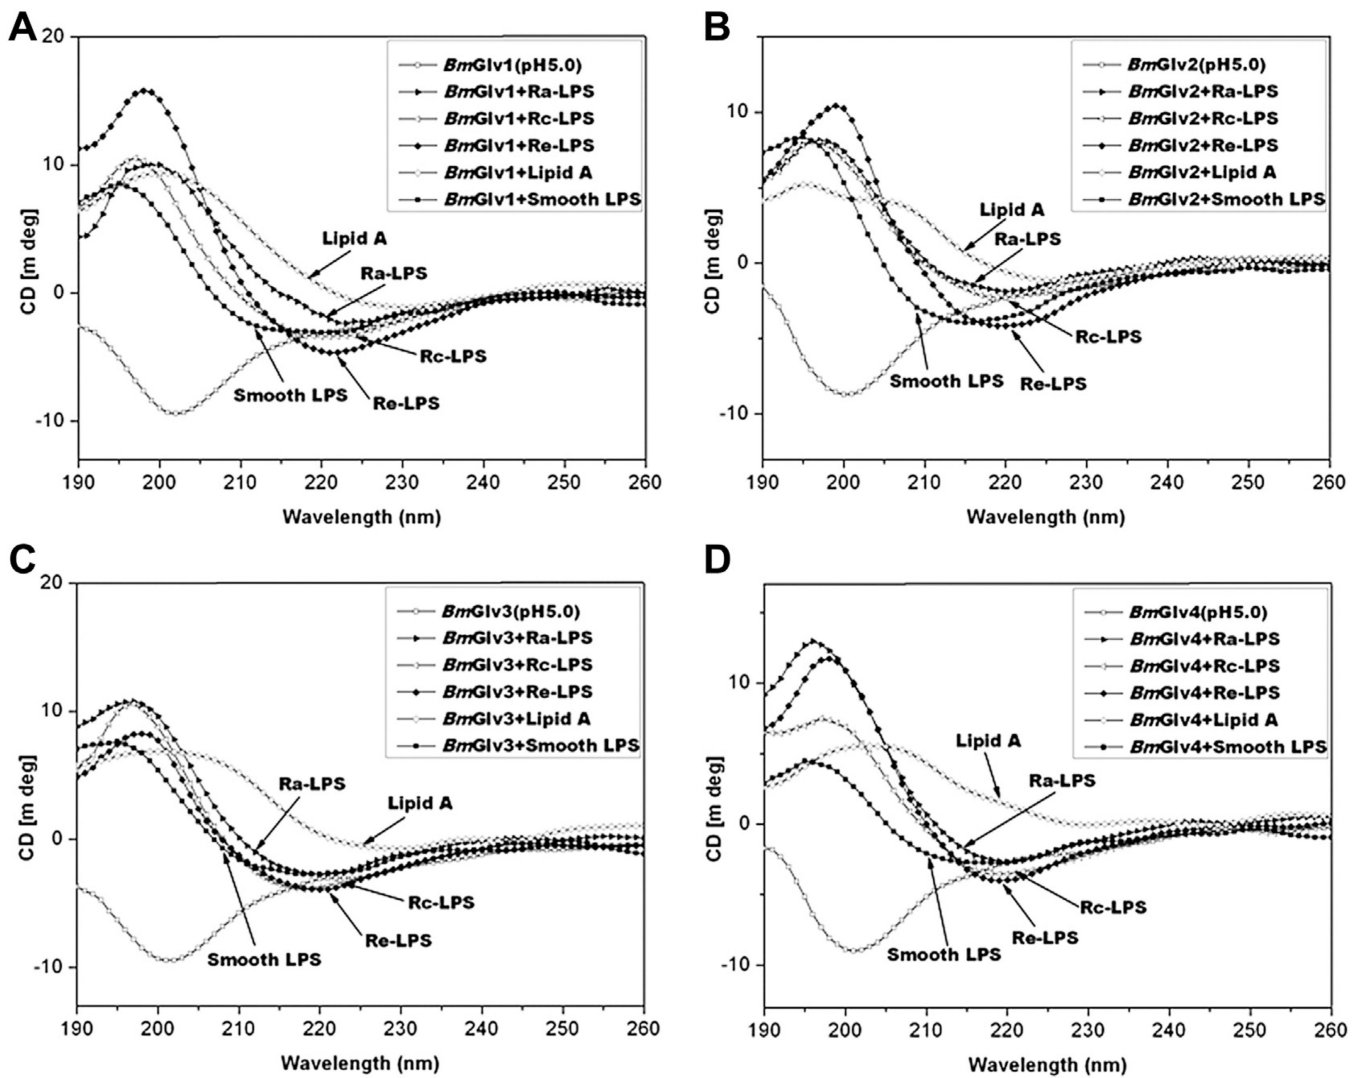 A
20
10
0
-10
CD [m deg]
190 200 210 220 230 240 250 260
Wavelength (nm)
BmGlv1(pH5.0)
BmGlv1+Ra-LPS
BmGlv1+Rc-LPS
BmGlv1+Re-LPS
BmGlv1+Lipid A
BmGlv1+Smooth LPS
Lipid A
Ra-LPS
Rc-LPS
Smooth LPS
Re-LPS
B
10
0
-10
CD [m deg]
190 200 210 220 230 240 250 260
Wavelength (nm)
BmGlv2(pH5.0)
BmGlv2+Ra-LPS
BmGlv2+Rc-LPS
BmGlv2+Re-LPS
BmGlv2+Lipid A
BmGlv2+Smooth LPS
Lipid A
Ra-LPS
Rc-LPS
Smooth LPS
Re-LPS
C
20
10
0
-10
CD [m deg]
190 200 210 220 230 240 250 260
Wavelength (nm)
BmGlv3(pH5.0)
BmGlv3+Ra-LPS
BmGlv3+Rc-LPS
BmGlv3+Re-LPS
BmGlv3+Lipid A
BmGlv3+Smooth LPS
Ra-LPS
Lipid A
Rc-LPS
Re-LPS
Smooth LPS
D
10
0
-10
CD [m deg]
190 200 210 220 230 240 250 260
Wavelength (nm)
BmGlv4(pH5.0)
BmGlv4+Ra-LPS
BmGlv4+Rc-LPS
BmGlv4+Re-LPS
BmGlv4+Lipid A
BmGlv4+Smooth LPS
Lipid A
Ra-LPS
Rc-LPS
Re-LPS
Smooth LPS